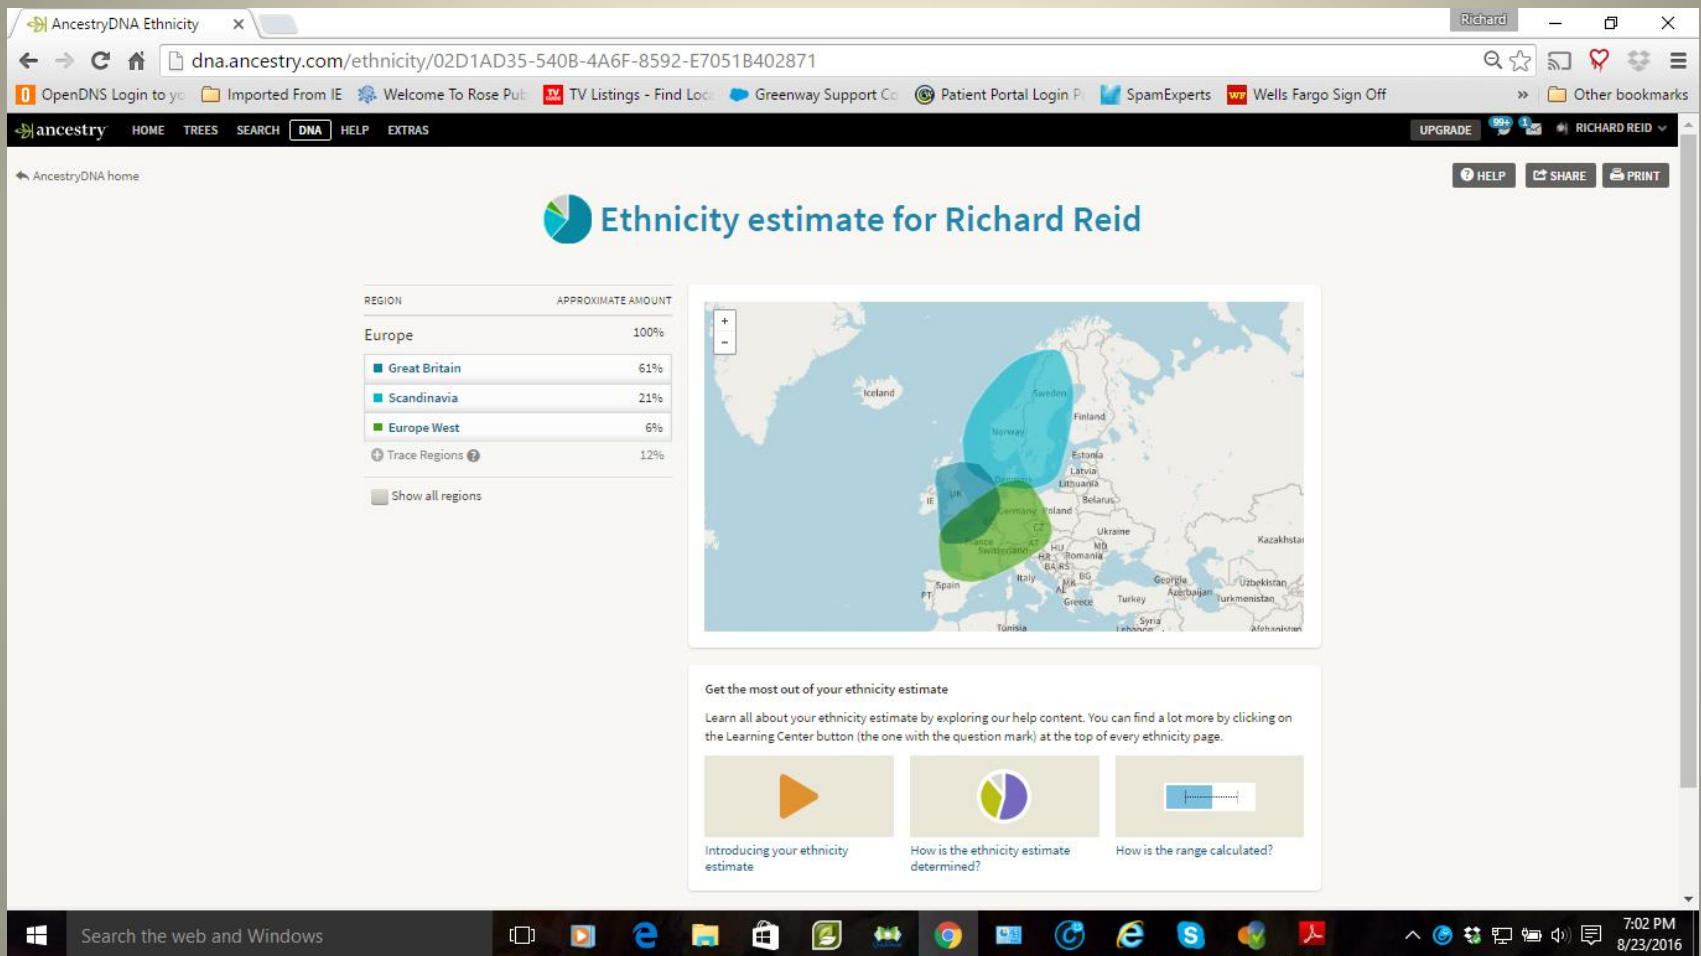 AncestryDNA Ethnicity
Richard
dna.ancestry.com/ethnicity/02D1AD35-540B-4A6F-8592-E7051B402871
OpenDNS Login to yo Imported From IE Welcome To Rose Pub TV Listings - Find Loca Greenway Support Co Patient Portal Login P SpamExperts Wells Fargo Sign Off » Other bookmarks
ancestry HOME TREES SEARCH DNA HELP EXTRAS UPGRADE 99+ 1 RICHARD REID
AncestryDNA home
HELP SHARE PRINT
Ethnicity estimate for Richard Reid
REGION APPROXIMATE AMOUNT
Europe 100%
Great Britain 61%
Scandinavia 21%
Europe West 6%
Trace Regions ? 12%
Show all regions
+
-
Iceland
Sweden
Finland
Norway
Estonia
Latvia
Denmark
Lithuania
IE UK
Belarus
Germany Poland
CZ
Ukraine
Kazakhstan
France AT HU MD
Switzerland HR Romania
BA RS
Spain Italy MK BG Georgia Uzbekistan
PT AL Greece Turkey Azerbaijan Turkmenistan
Syria
Tunisia Lebanon Afghanistan
Get the most out of your ethnicity estimate
Learn all about your ethnicity estimate by exploring our help content. You can find a lot more by clicking on
the Learning Center button (the one with the question mark) at the top of every ethnicity page.
Introducing your ethnicity
estimate
How is the ethnicity estimate
determined?
How is the range calculated?
Search the web and Windows
7:02 PM
8/23/2016